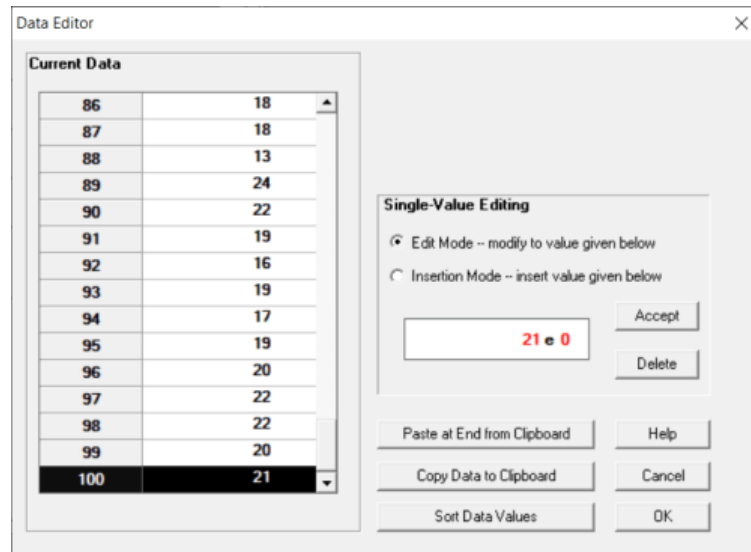 Data Editor
Current Data
86 18
87 18
88 13
89 24
90 22
91 19
92 16
93 19
94 17
95 19
96 20
97 22
98 22
99 20
100 21
Single-Value Editing
Edit Mode -- modify to value given below
Insertion Mode -- insert value given below
21 e 0
Accept
Delete
Paste at End from Clipboard
Help
Copy Data to Clipboard
Cancel
Sort Data Values
OK